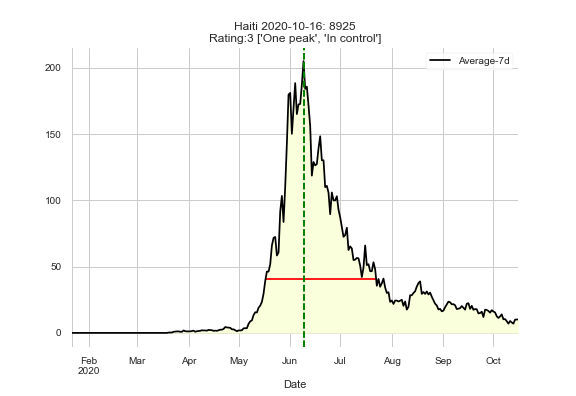 Haiti 2020-10-16: 8925
Rating:3 ['One peak', 'In control']
Average-7d
200
150
100
50
0
Feb Mar Apr May Jun Jul Aug Sep Oct
2020
Date